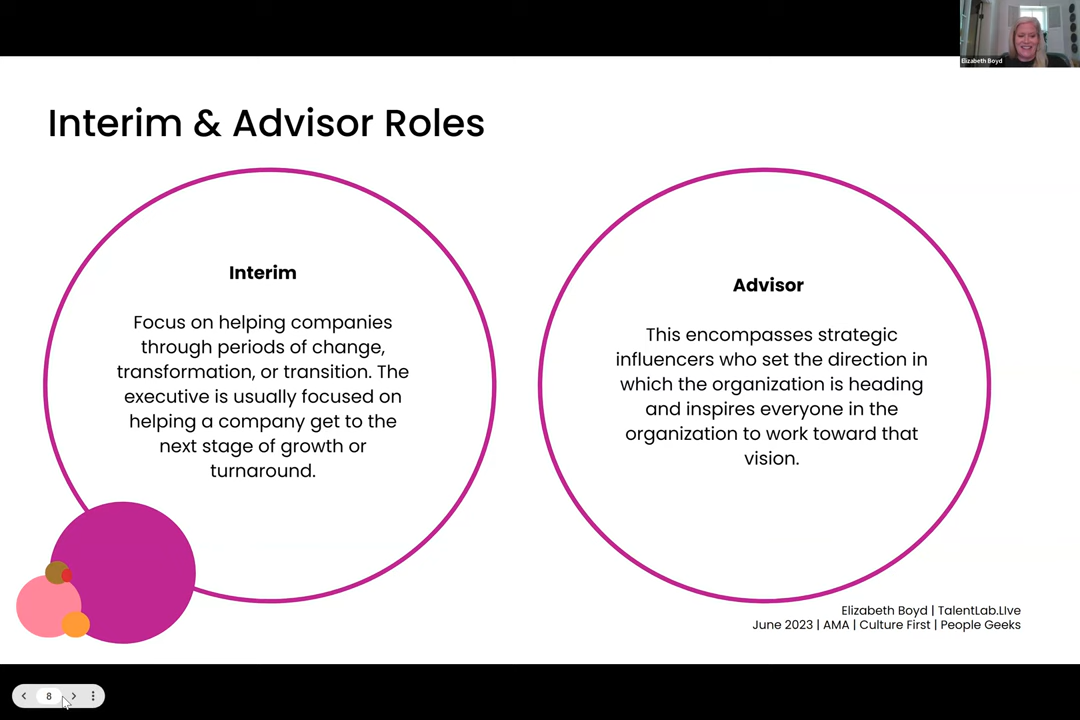 Elizabeth Boyd
Interim & Advisor Roles
Interim
Focus on helping companies
through periods of change,
transformation, or transition. The
executive is usually focused on
helping a company get to the
next stage of growth or
turnaround.
Advisor
This encompasses strategic
influencers who set the direction in
which the organization is heading
and inspires everyone in the
organization to work toward that
vision.
Elizabeth Boyd | TalentLab.LIve
June 2023 | AMA | Culture First | People Geeks
8